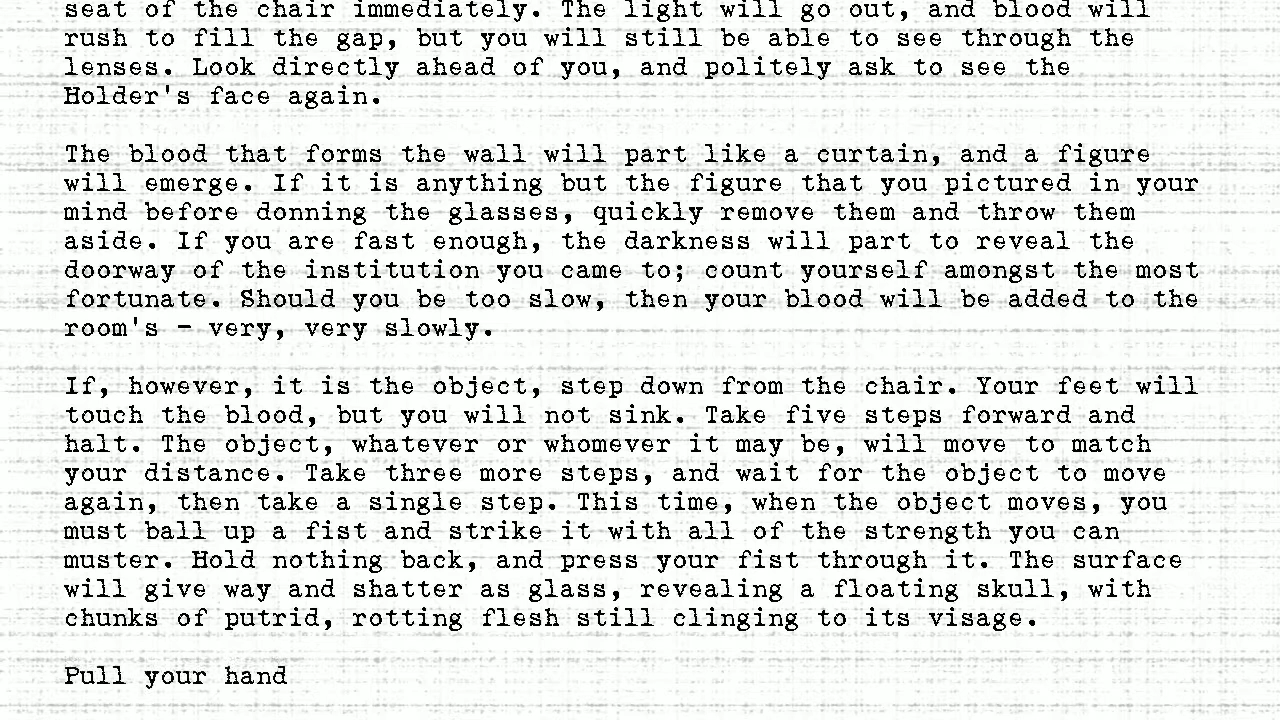 seat of the chair immediately. The light will go out, and blood will
rush to fill the gap, but you will still be able to see through the
lenses. Look directly ahead of you, and politely ask to see the
Holder's face again.
The blood that forms the wall will part like a curtain, and a figure
will emerge. If it is anything but the figure that you pictured in your
mind before donning the glasses, quickly remove them and throw them
aside. If you are fast enough, the darkness will part to reveal the
doorway of the institution you came to; count yourself amongst the most
fortunate. Should you be too slow, then your blood will be added to the
room's - very, very slowly.
If, however, it is the object, step down from the chair. Your feet will
touch the blood, but you will not sink. Take five steps forward and
halt. The object, whatever or whomever it may be, will move to match
your distance. Take three more steps, and wait for the object to move
again, then take a single step. This time, when the object moves, you
must ball up a fist and strike it with all of the strength you can
muster. Hold nothing back, and press your fist through it. The surface
will give way and shatter as glass, revealing a floating skull, with
chunks of putrid, rotting flesh still clinging to its visage.
Pull your hand